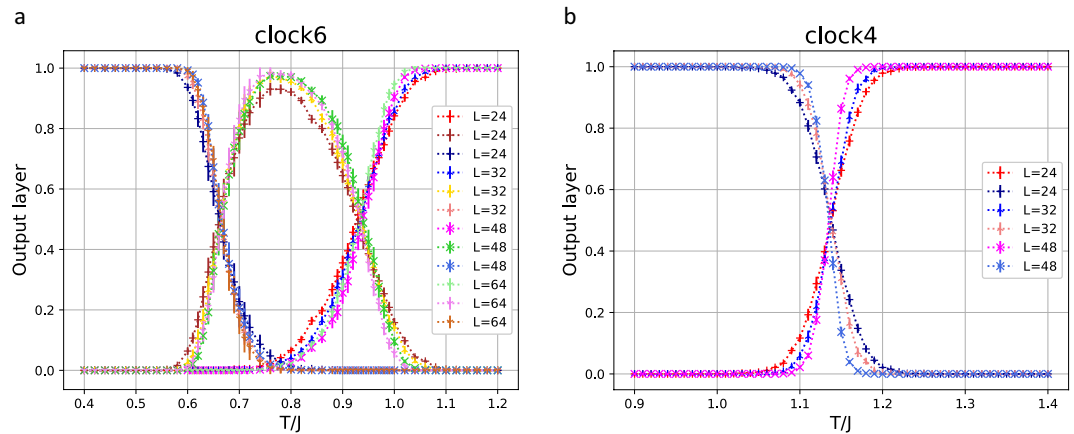 a
clock6
Output layer
1.0
0.8
0.6
0.4
0.2
0.0
L=24
L=24
L=24
L=32
L=32
L=32
L=48
L=48
L=48
L=64
L=64
L=64
0.4 0.5 0.6 0.7 0.8 0.9 1.0 1.1 1.2
T/J
b
clock4
Output layer
1.0
0.8
0.6
0.4
0.2
0.0
L=24
L=24
L=32
L=32
L=48
L=48
0.9 1.0 1.1 1.2 1.3 1.4
T/J